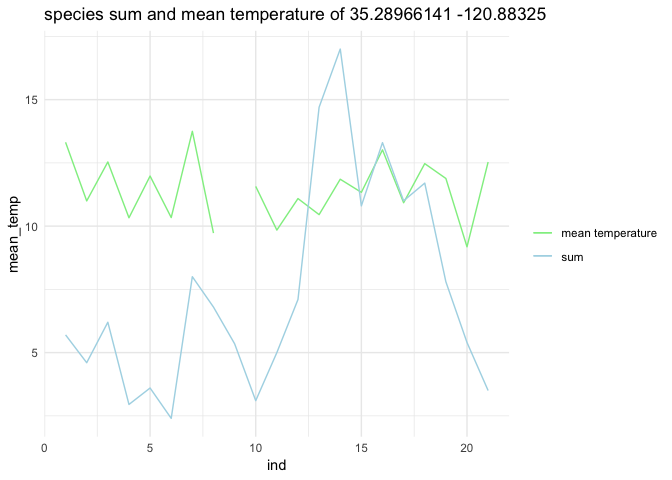 species sum and mean temperature of 35.28966141 -120.88325
15
10
5
mean_temp
0
5
10
15
20
ind
mean temperature
sum